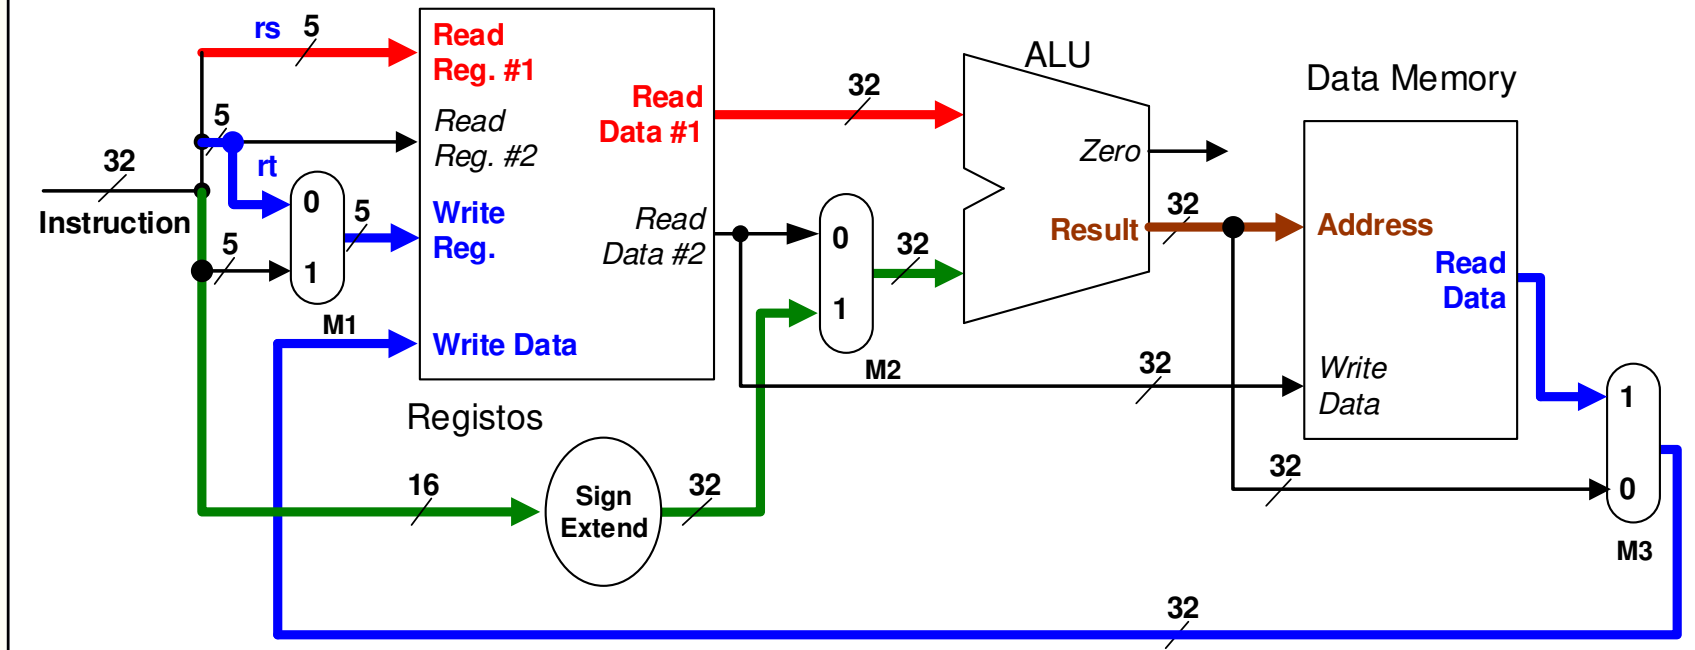 rs
5
Read
Reg. #1
5
Read
Reg. #2
rt
32
Instruction
0
1
5
5
M1
Write
Reg.
Write Data
Read
Data #1
Read
Data #2
Registos
16
Sign
Extend
32
32
0
1
M2
32
ALU
Zero
Result
32
32
Data Memory
Address
Read
Data
Write
Data
32
1
0
M3
32